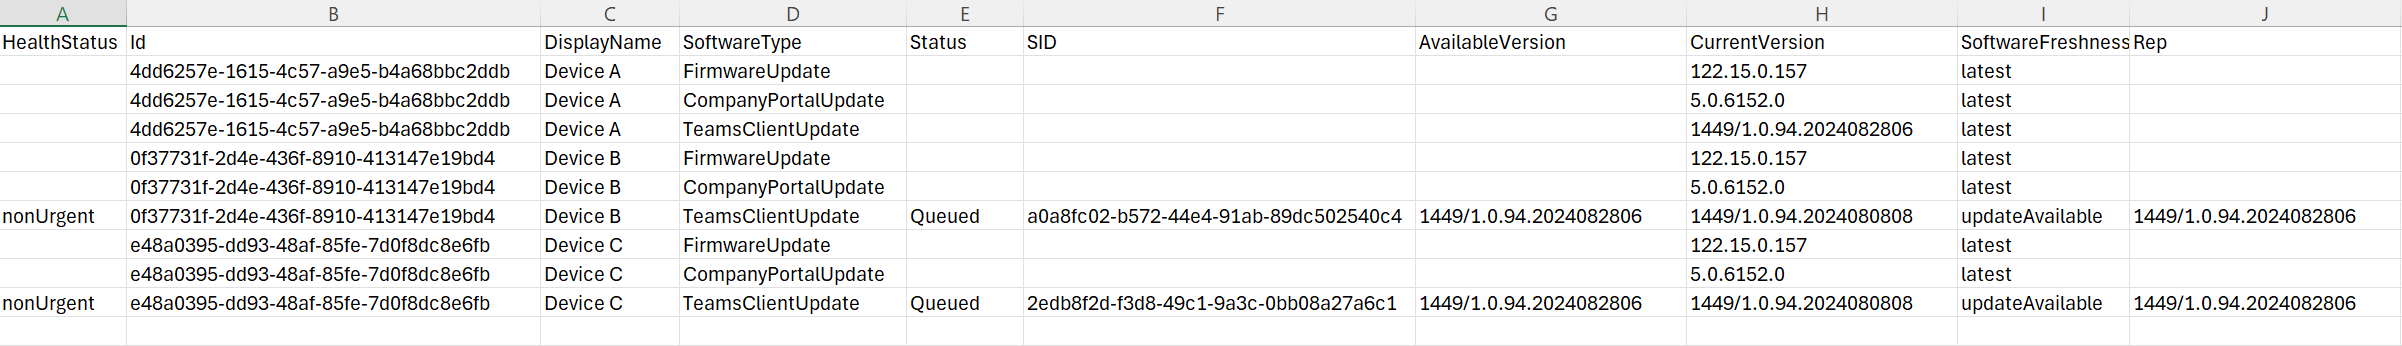 A B C D E F G H I J
HealthStatus Id DisplayName SoftwareType Status SID AvailableVersion CurrentVersion SoftwareFreshness Rep
4dd6257e-1615-4c57-a9e5-b4a68bbc2ddb Device A FirmwareUpdate 122.15.0.157 latest
4dd6257e-1615-4c57-a9e5-b4a68bbc2ddb Device A CompanyPortalUpdate 5.0.6152.0 latest
4dd6257e-1615-4c57-a9e5-b4a68bbc2ddb Device A TeamsClientUpdate 1449/1.0.94.2024082806 latest
0f37731f-2d4e-436f-8910-413147e19bd4 Device B FirmwareUpdate 122.15.0.157 latest
0f37731f-2d4e-436f-8910-413147e19bd4 Device B CompanyPortalUpdate 5.0.6152.0 latest
nonUrgent 0f37731f-2d4e-436f-8910-413147e19bd4 Device B TeamsClientUpdate Queued a0a8fc02-b572-44e4-91ab-89dc502540c4 1449/1.0.94.2024082806 1449/1.0.94.2024080808 updateAvailable 1449/1.0.94.2024082806
e48a0395-dd93-48af-85fe-7d0f8dc8e6fb Device C FirmwareUpdate 122.15.0.157 latest
e48a0395-dd93-48af-85fe-7d0f8dc8e6fb Device C CompanyPortalUpdate 5.0.6152.0 latest
nonUrgent e48a0395-dd93-48af-85fe-7d0f8dc8e6fb Device C TeamsClientUpdate Queued 2edb8f2d-f3d8-49c1-9a3c-0bb08a27a6c1 1449/1.0.94.2024082806 1449/1.0.94.2024080808 updateAvailable 1449/1.0.94.2024082806